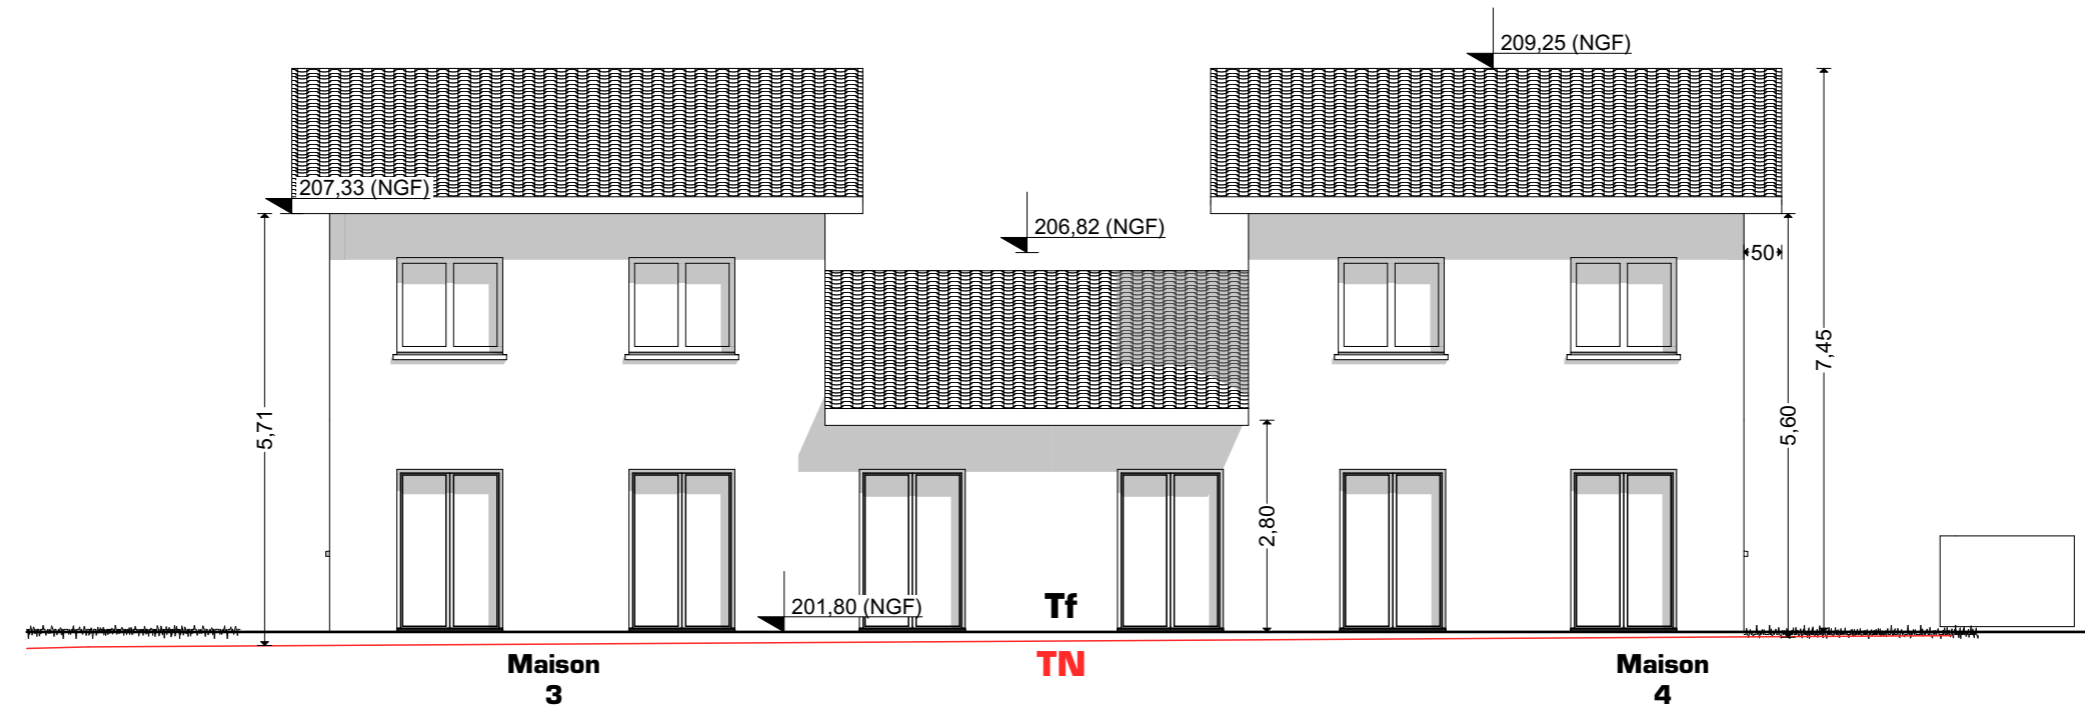 209,25 (NGF)
207,33 (NGF)
206,82 (NGF)
50
7,45
5,71
5,60
2,80
201,80 (NGF)
Tf
TN
Maison
3
Maison
4